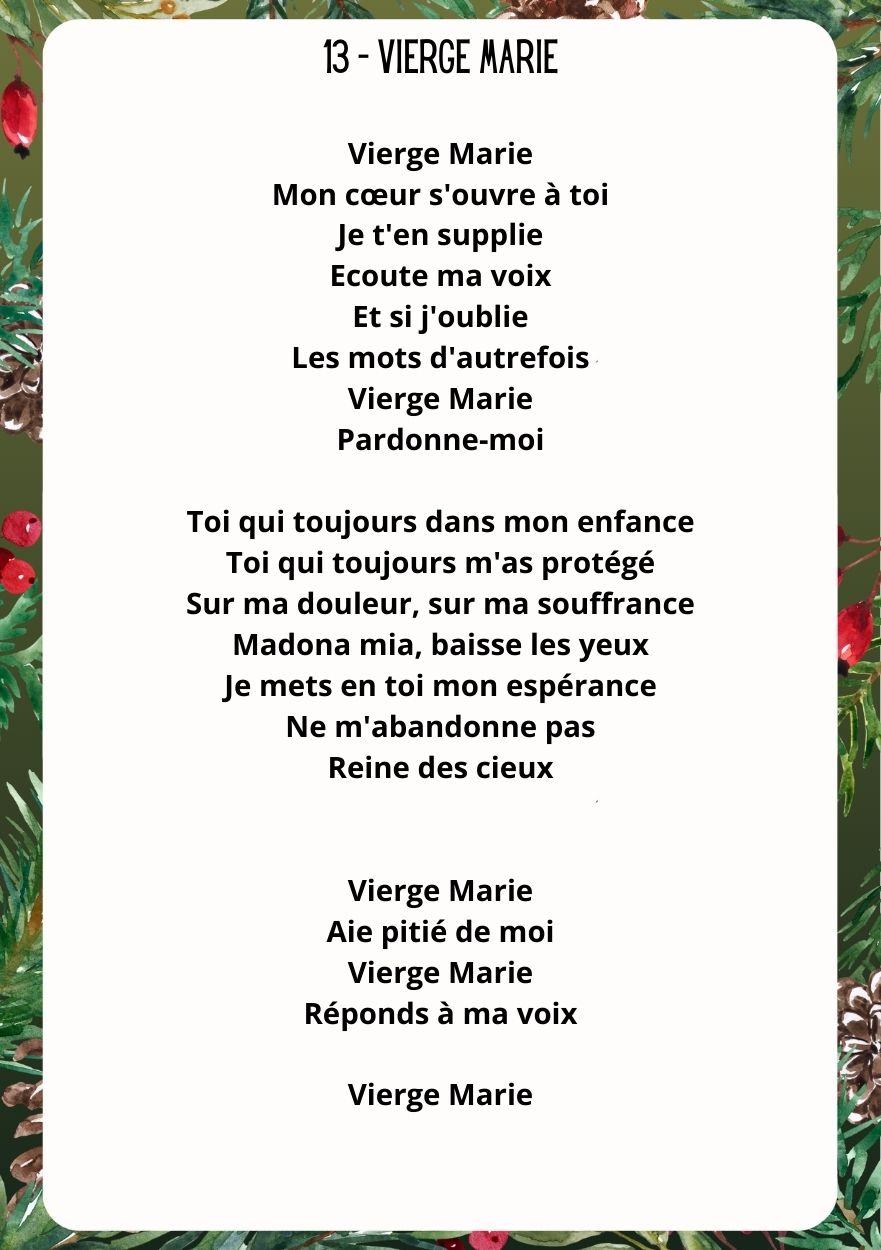 13 - VIERGE MARIE
Vierge Marie
Mon cœur s'ouvre à toi
Je t'en supplie
Ecoute ma voix
Et si j'oublie
Les mots d'autrefois
Vierge Marie
Pardonne-moi
Toi qui toujours dans mon enfance
Toi qui toujours m'as protégé
Sur ma douleur, sur ma souffrance
Madona mia, baisse les yeux
Je mets en toi mon espérance
Ne m'abandonne pas
Reine des cieux
Vierge Marie
Aie pitié de moi
Vierge Marie
Réponds à ma voix
Vierge Marie